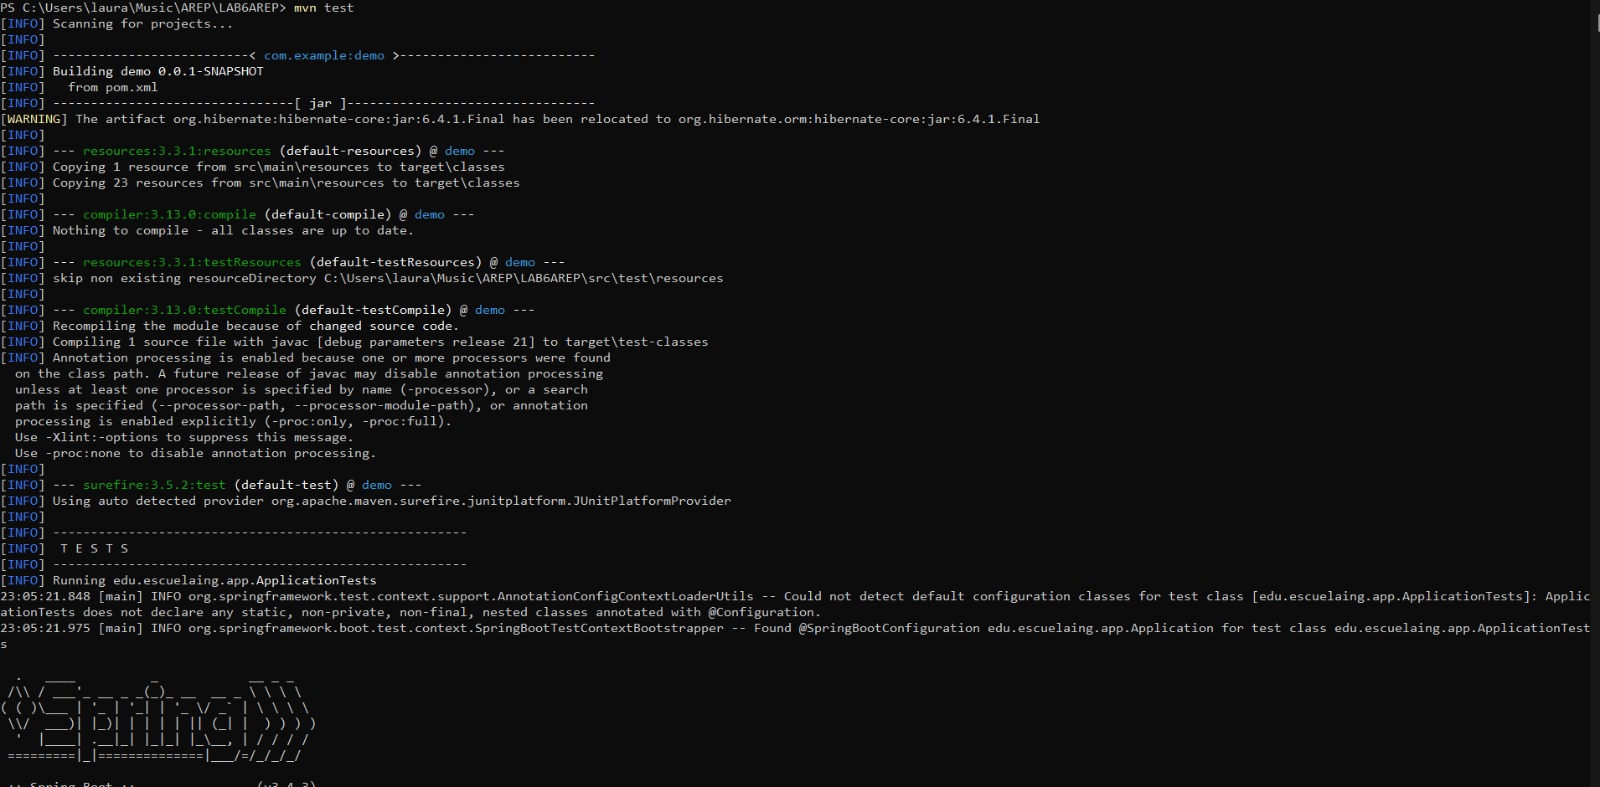 PS C:\Users\laura\Music\AREP\LAB6AREP> mvn test
[INFO] Scanning for projects...
[INFO]
[INFO] --------------------------< com.example:demo >--------------------------
[INFO] Building demo 0.0.1-SNAPSHOT
[INFO]   from pom.xml
[INFO] --------------------------------[ jar ]---------------------------------
[WARNING] The artifact org.hibernate:hibernate-core:jar:6.4.1.Final has been relocated to org.hibernate.orm:hibernate-core:jar:6.4.1.Final
[INFO]
[INFO] --- resources:3.3.1:resources (default-resources) @ demo ---
[INFO] Copying 1 resource from src\main\resources to target\classes
[INFO] Copying 23 resources from src\main\resources to target\classes
[INFO]
[INFO] --- compiler:3.13.0:compile (default-compile) @ demo ---
[INFO] Nothing to compile - all classes are up to date.
[INFO]
[INFO] --- resources:3.3.1:testResources (default-testResources) @ demo ---
[INFO] skip non existing resourceDirectory C:\Users\laura\Music\AREP\LAB6AREP\src\test\resources
[INFO]
[INFO] --- compiler:3.13.0:testCompile (default-testCompile) @ demo ---
[INFO] Recompiling the module because of changed source code.
[INFO] Compiling 1 source file with javac [debug parameters release 21] to target\test-classes
[INFO] Annotation processing is enabled because one or more processors were found
  on the class path. A future release of javac may disable annotation processing
  unless at least one processor is specified by name (-processor), or a search
  path is specified (--processor-path, --processor-module-path), or annotation
  processing is enabled explicitly (-proc:only, -proc:full).
  Use -Xlint:-options to suppress this message.
  Use -proc:none to disable annotation processing.
[INFO]
[INFO] --- surefire:3.5.2:test (default-test) @ demo ---
[INFO] Using auto detected provider org.apache.maven.surefire.junitplatform.JUnitPlatformProvider
[INFO]
[INFO] -------------------------------------------------------
[INFO]  T E S T S
[INFO] -------------------------------------------------------
[INFO] Running edu.escuelaing.app.ApplicationTests
23:05:21.848 [main] INFO org.springframework.test.context.support.AnnotationConfigContextLoaderUtils -- Could not detect default configuration classes for test class [edu.escuelaing.app.ApplicationTests]: Applic
ationTests does not declare any static, non-private, non-final, nested classes annotated with @Configuration.
23:05:21.975 [main] INFO org.springframework.boot.test.context.SpringBootTestContextBootstrapper -- Found @SpringBootConfiguration edu.escuelaing.app.Application for test class edu.escuelaing.app.ApplicationTest
s
  .   ____          _            __ _ _
 /\\ / ___'_ __ _ _(_)_ __  __ _ \ \ \ \
( ( )\___ | '_ | '_| | '_ \/ _` | \ \ \ \
 \\/  ___)| |_)| | | | | || (_| |  ) ) ) )
  '  |____| .__|_| |_|_| |_\__, | / / / /
 =========|_|==============|___/=/_/_/_/
 :: Spring Boot ::                (v3.4.3)